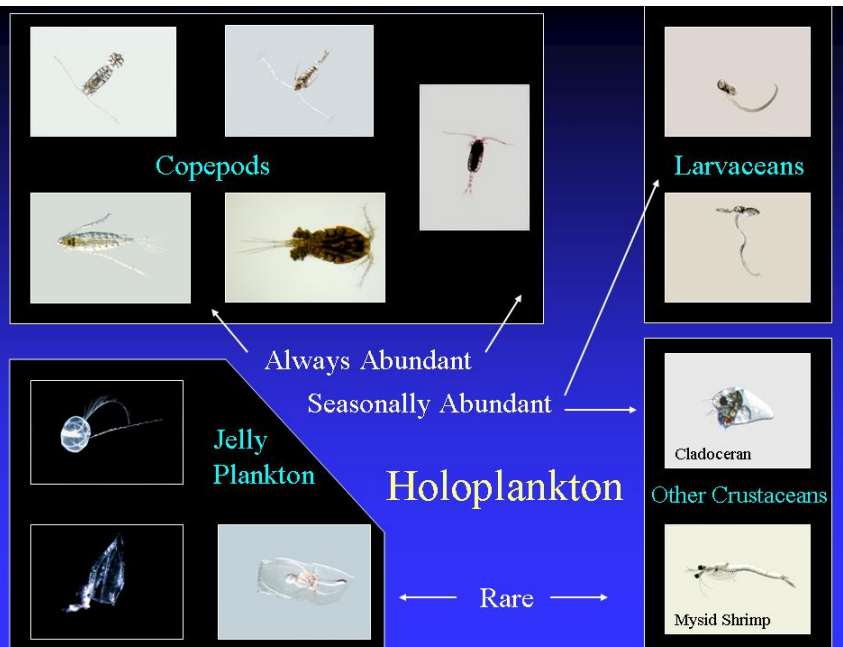 Copepods
Larvaceans
Always Abundant
Seasonally Abundant
Jelly
Plankton
Holoplankton
Cladoceran
Other Crustaceans
Rare
Mysid Shrimp